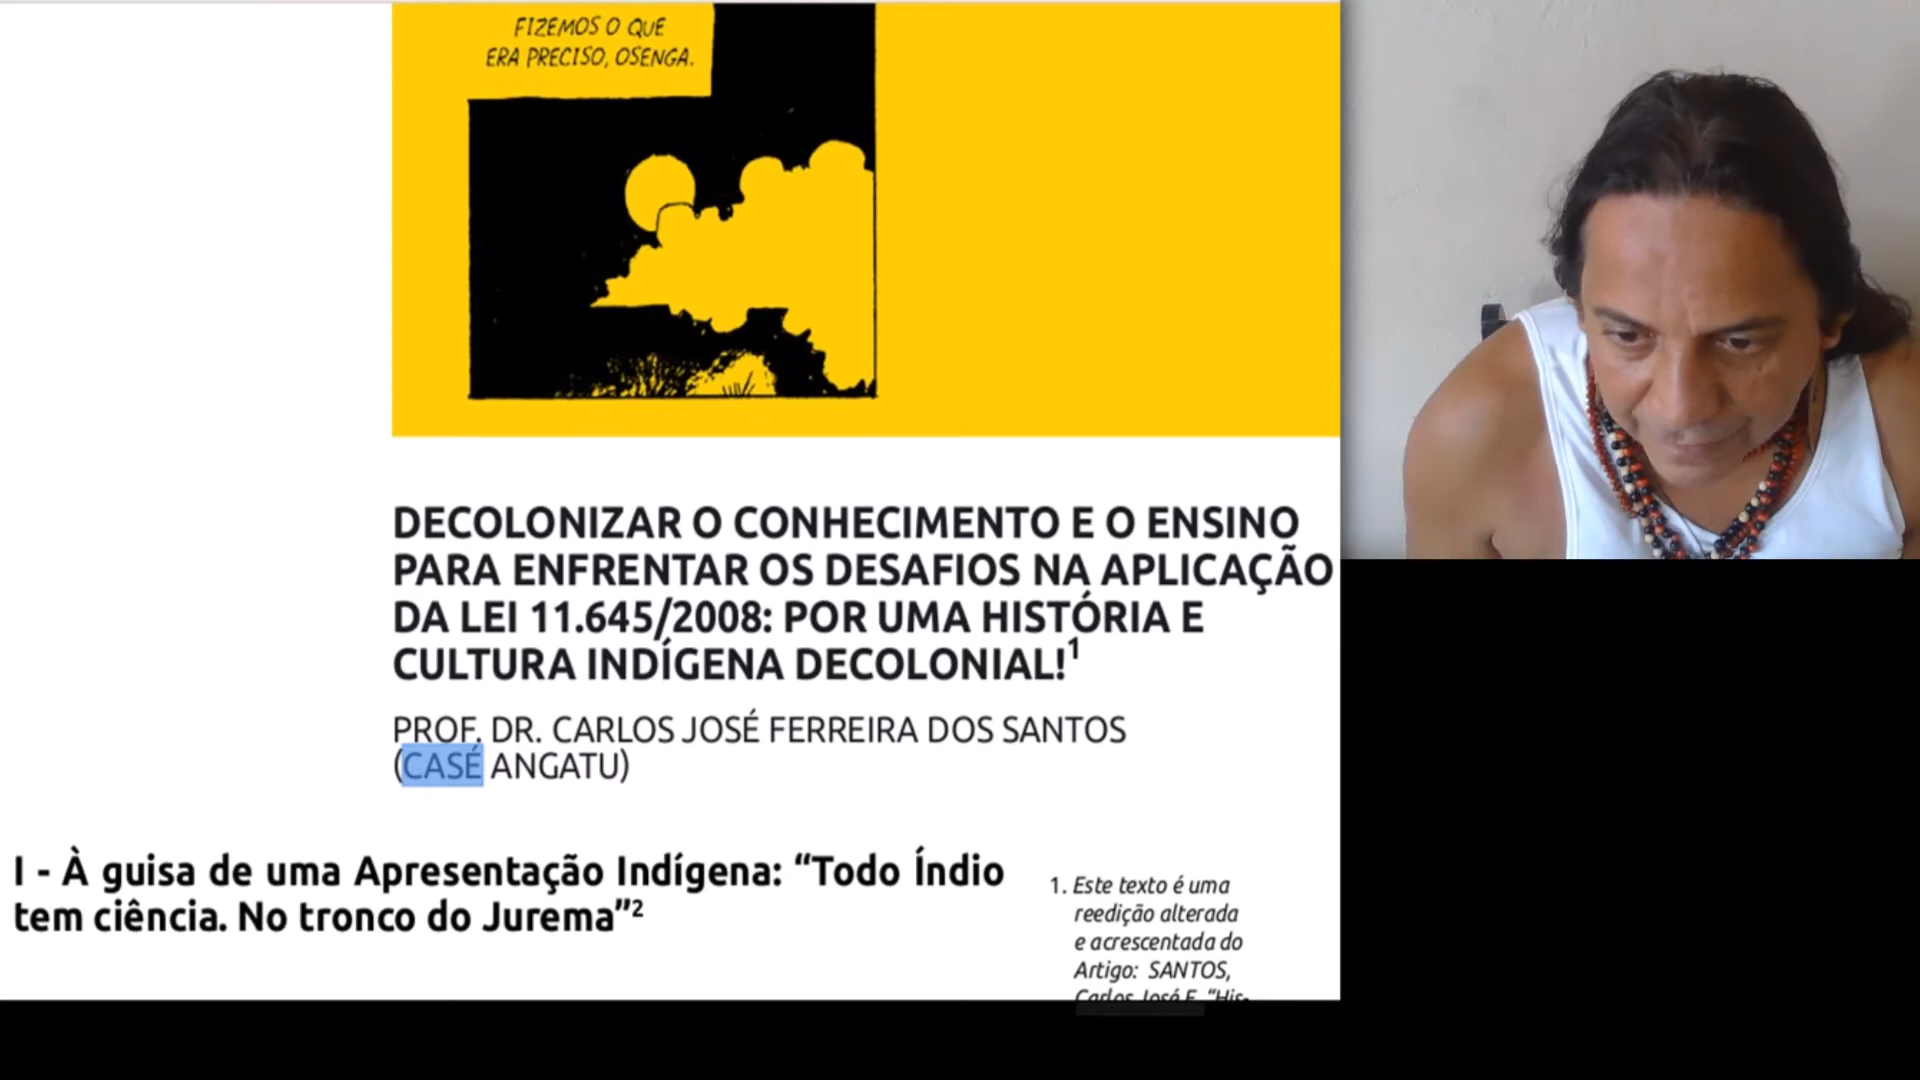 FIZEMOS O QUE
ERA PRECISO, OSENGA.
DECOLONIZAR O CONHECIMENTO E O ENSINO
PARA ENFRENTAR OS DESAFIOS NA APLICAÇÃO
DA LEI 11.645/2008: POR UMA HISTÓRIA E
CULTURA INDÍGENA DECOLONIAL!¹
PROF. DR. CARLOS JOSÉ FERREIRA DOS SANTOS
(CASÉ ANGATU)
I - À guisa de uma Apresentação Indígena: “Todo Índio
tem ciência. No tronco do Jurema”²
1. Este texto é uma
reedição alterada
e acrescentada do
Artigo: SANTOS,
Carlos José F. “His-